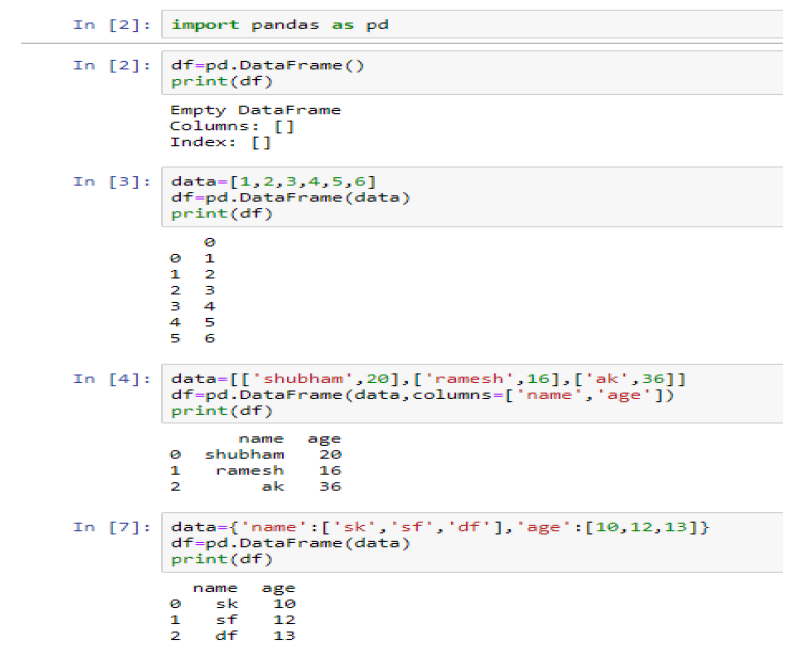 In [2]: import pandas as pd
In [2]: df=pd.DataFrame()
print(df)
Empty DataFrame
Columns: []
Index: []
In [3]: data=[1,2,3,4,5,6]
df=pd.DataFrame(data)
print(df)
0
0 1
1 2
2 3
3 4
4 5
5 6
In [4]: data=[['shubham',20],['ramesh',16],['ak',36]]
df=pd.DataFrame(data,columns=['name','age'])
print(df)
name age
0 shubham 20
1 ramesh 16
2 ak 36
In [7]: data={'name':['sk','sf','df'],'age':[10,12,13]}
df=pd.DataFrame(data)
print(df)
name age
0 sk 10
1 sf 12
2 df 13